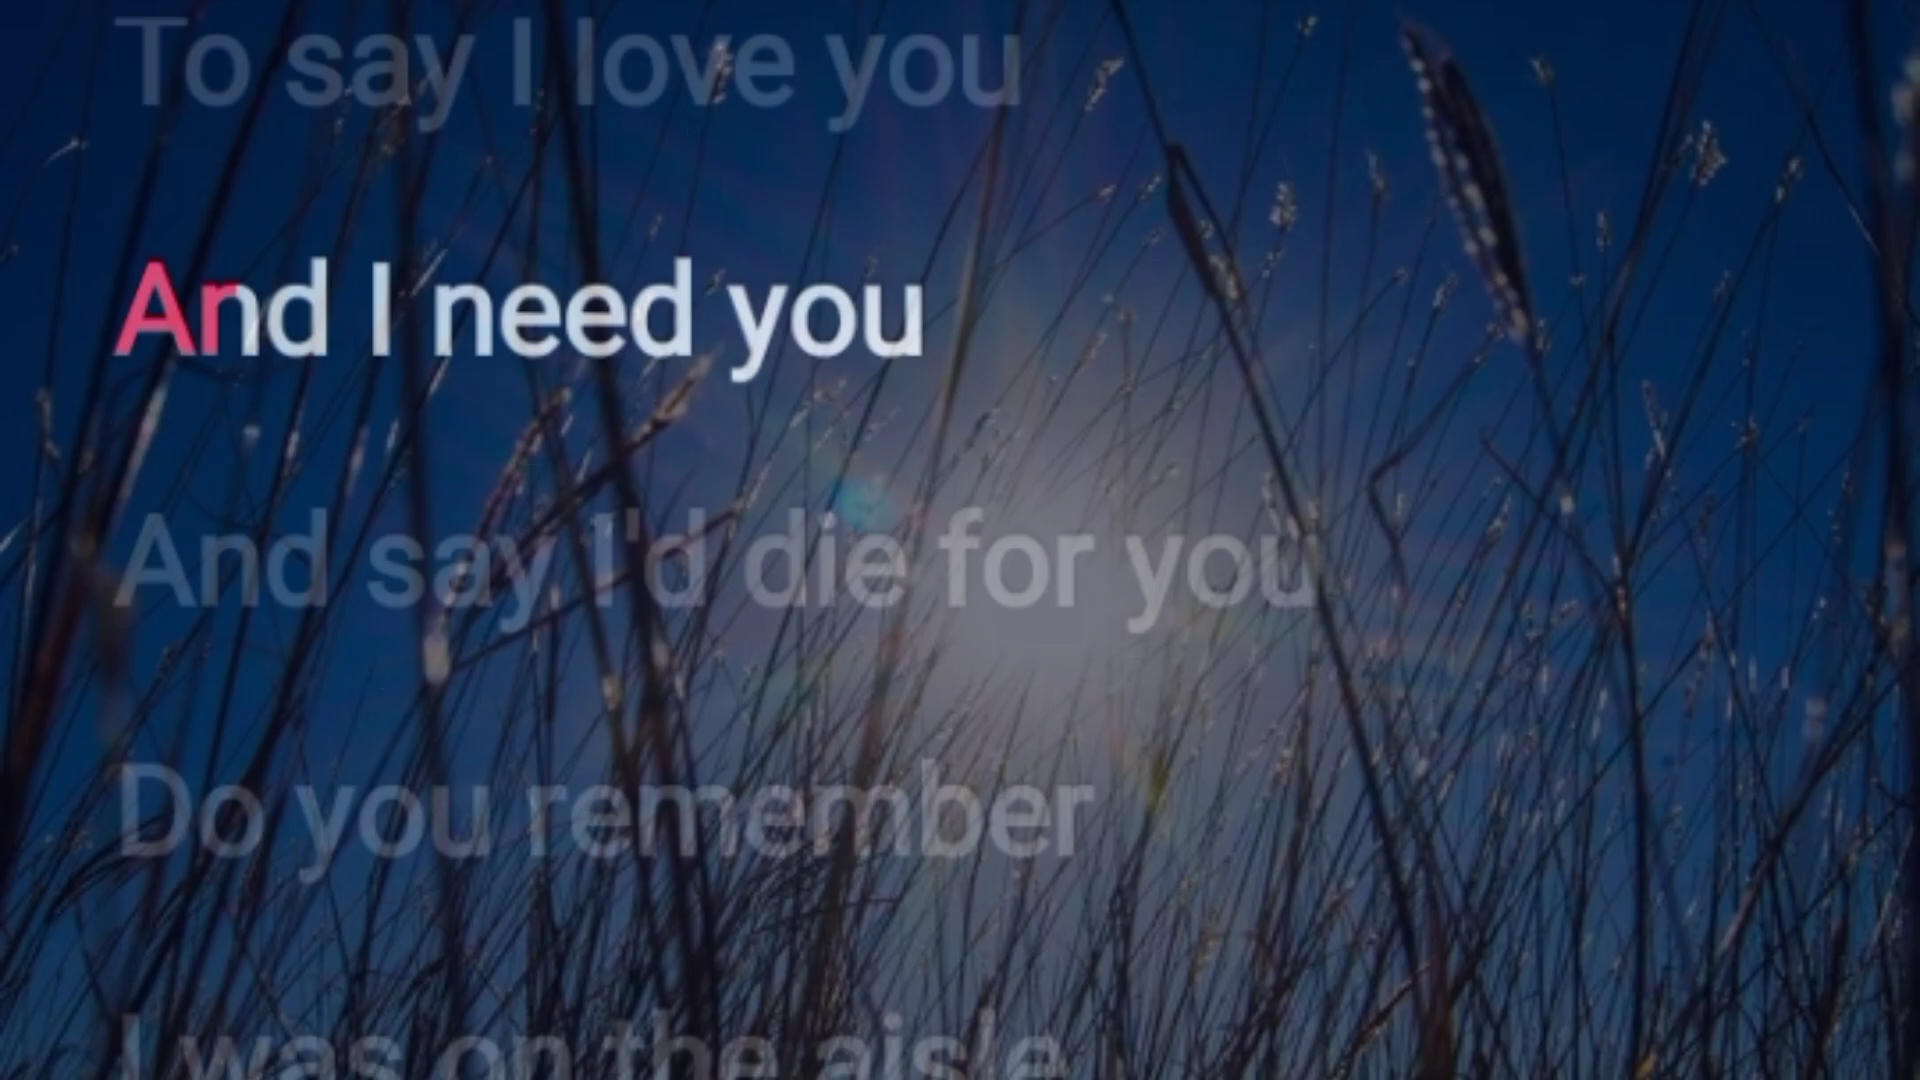 To say I love you
And I need you
And say I'd die for you
Do you remember
I was on the aisle